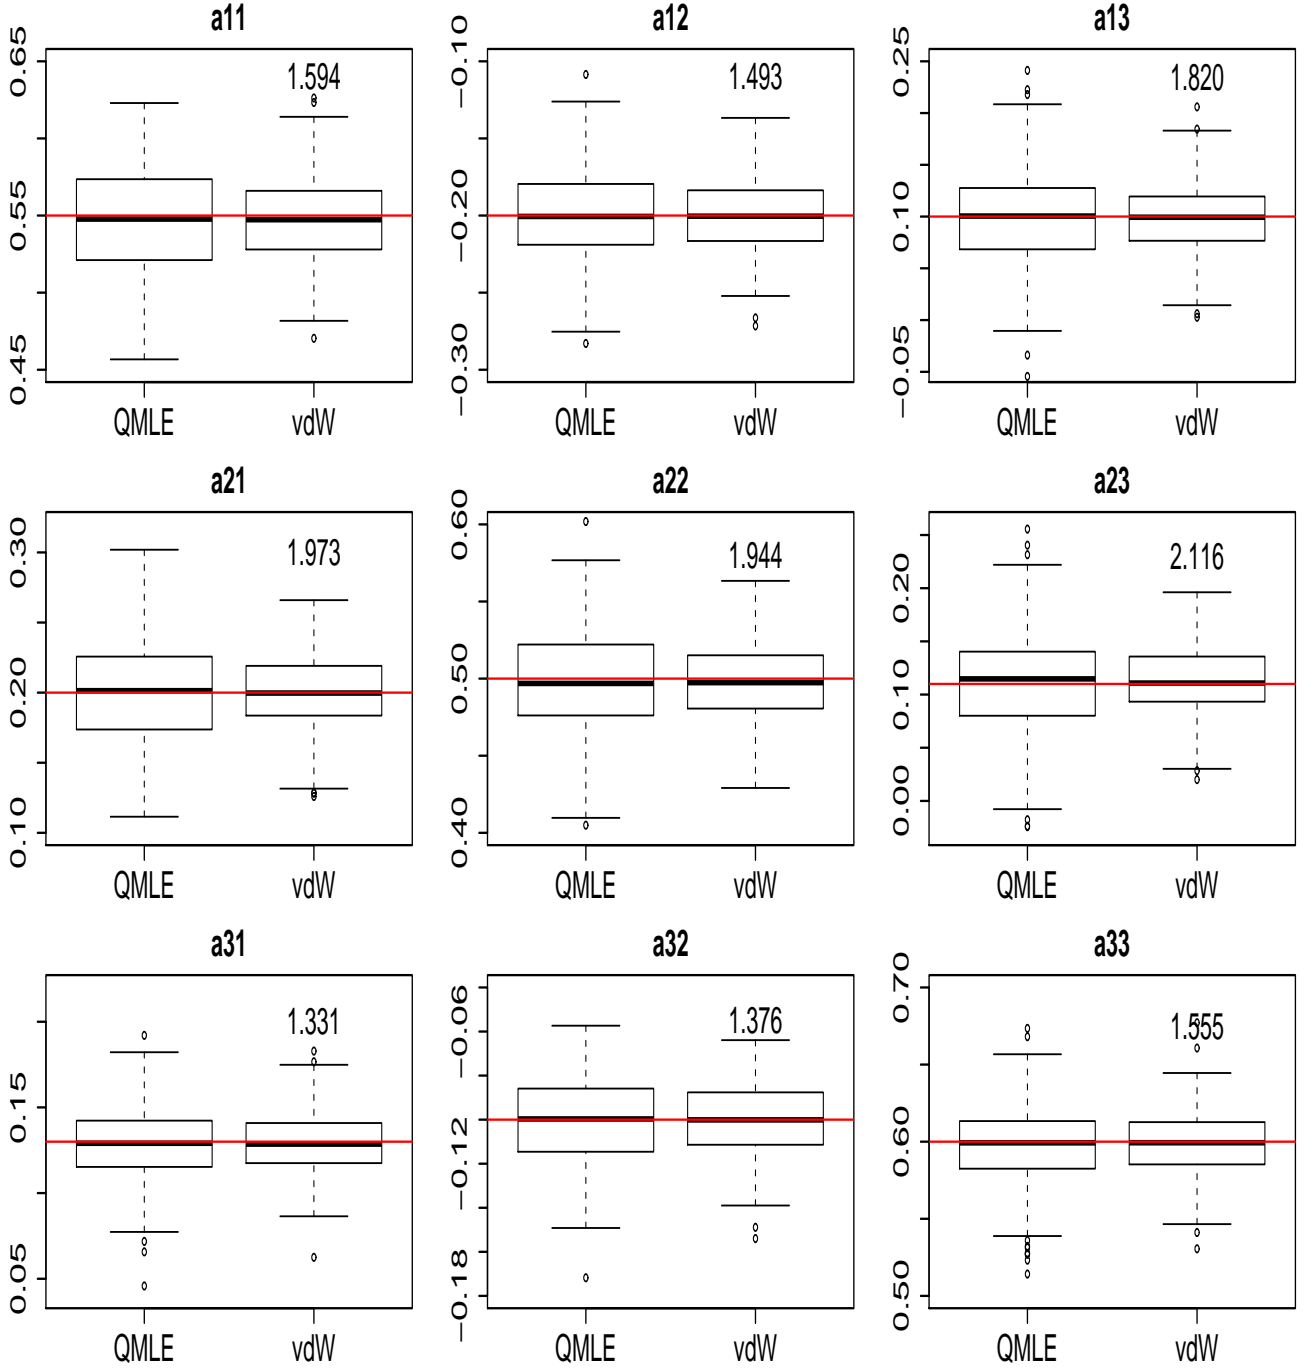 a11
a12
a13
0.65
0.55
0.45
1.594
QMLE
vdW
−0.10
−0.20
−0.30
1.493
QMLE
vdW
0.25
0.10
−0.05
1.820
QMLE
vdW
a21
a22
a23
0.30
0.20
0.10
1.973
QMLE
vdW
0.60
0.50
0.40
1.944
QMLE
vdW
0.20
0.10
0.00
2.116
QMLE
vdW
a31
a32
a33
0.15
0.05
1.331
QMLE
vdW
−0.06
−0.12
−0.18
1.376
QMLE
vdW
0.70
0.60
0.50
1.555
QMLE
vdW